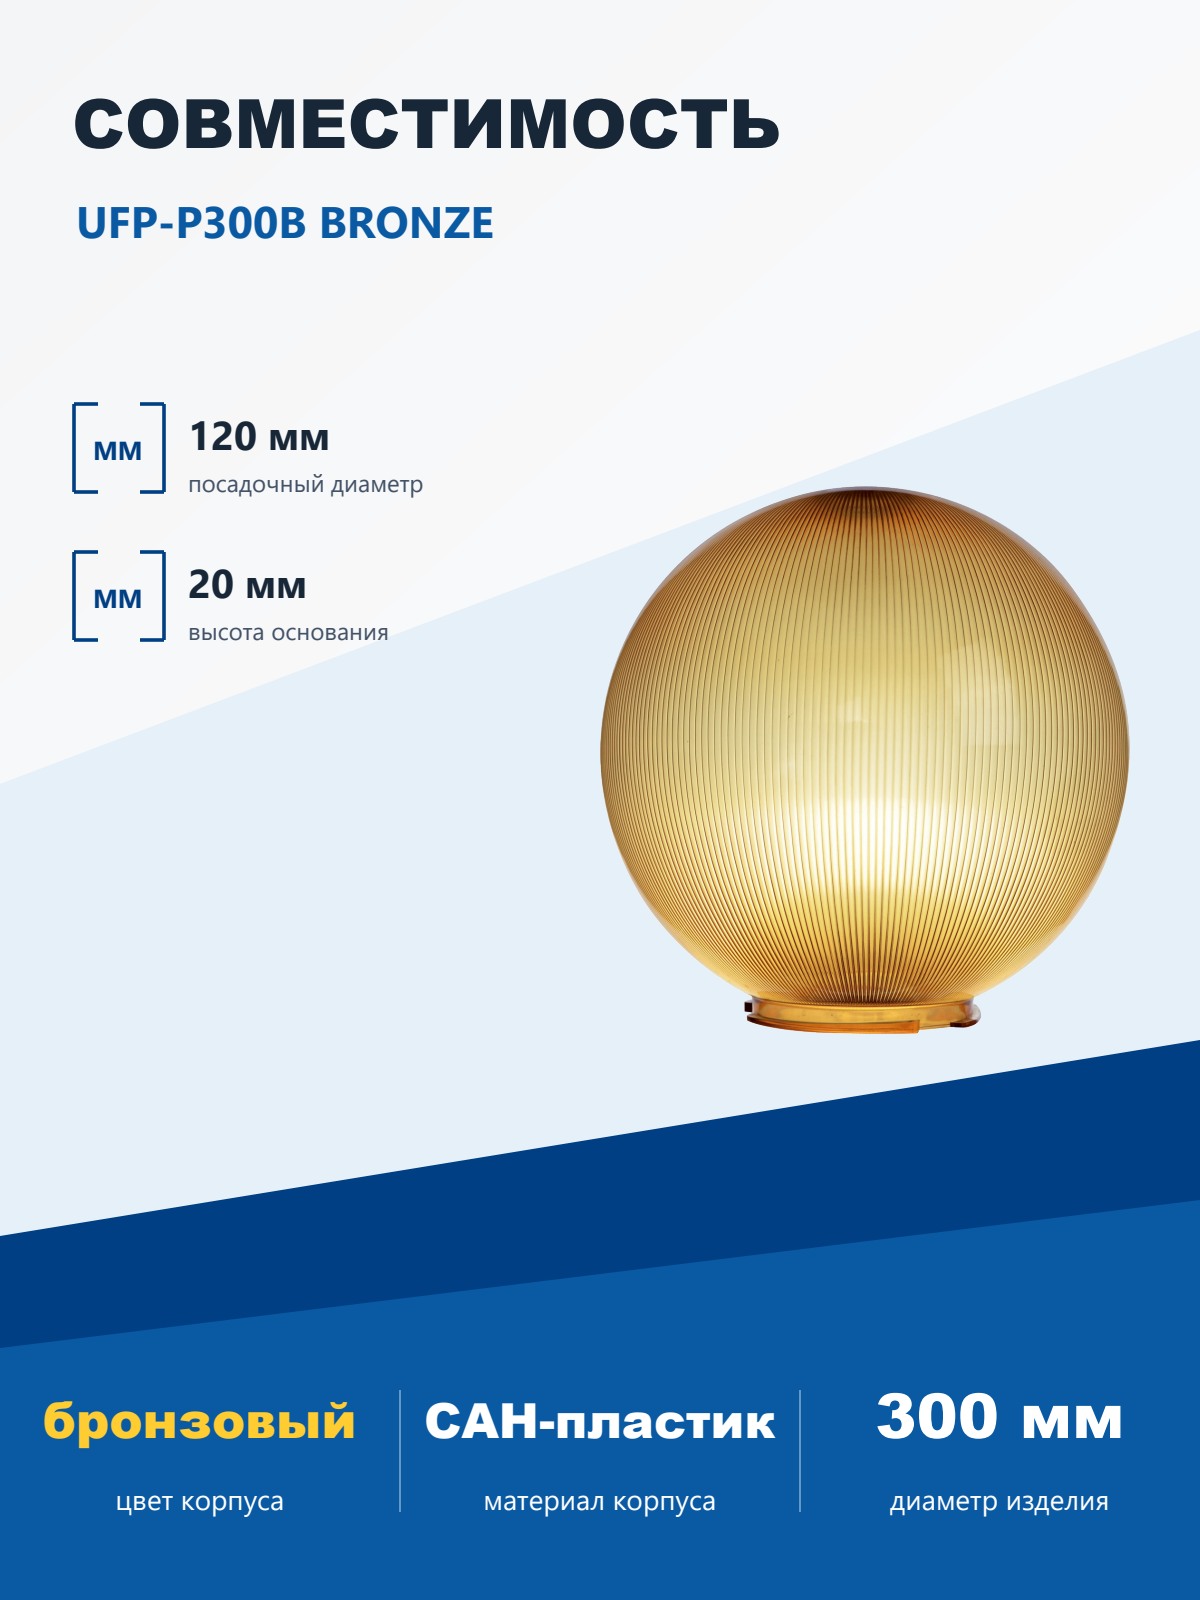 СОВМЕСТИМОСТЬ
UFP-P300B BRONZE
мм
120 мм
посадочный диаметр
мм
20 мм
высота основания
бронзовый
цвет корпуса
САН-пластик
материал корпуса
300 мм
диаметр изделия